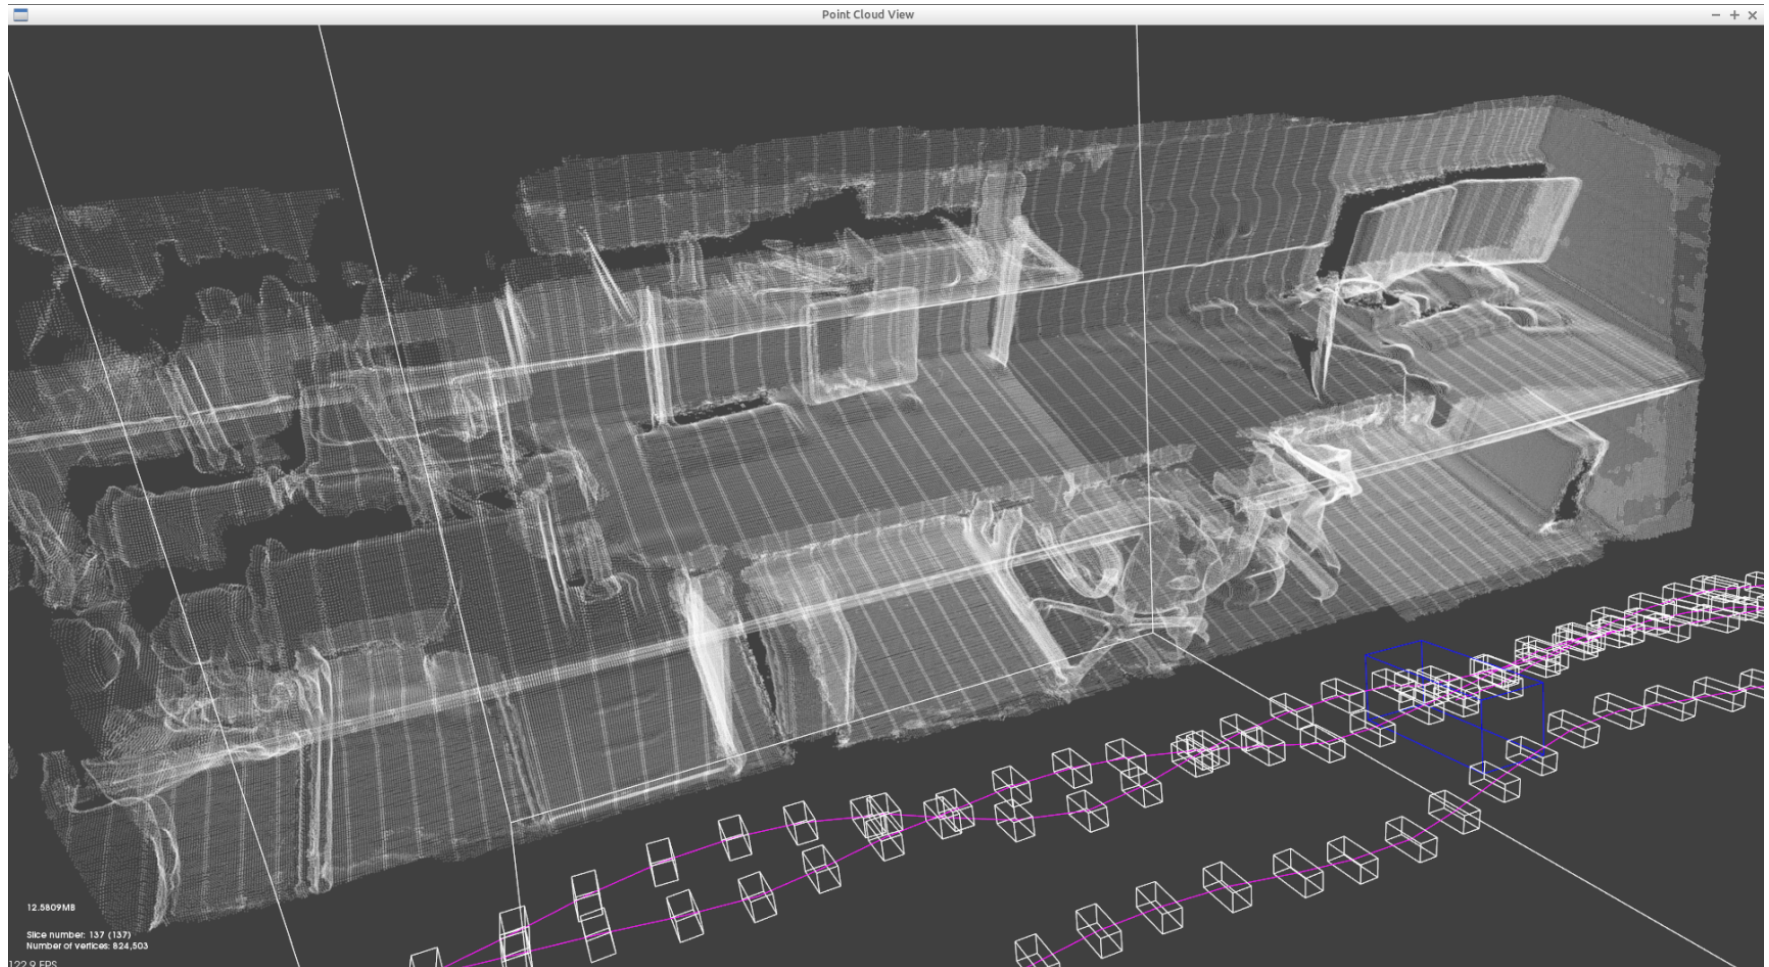 Point Cloud View
12.5809MB
Slice number: 137 (137)
Number of vertices: 824,503
122.9 FPS